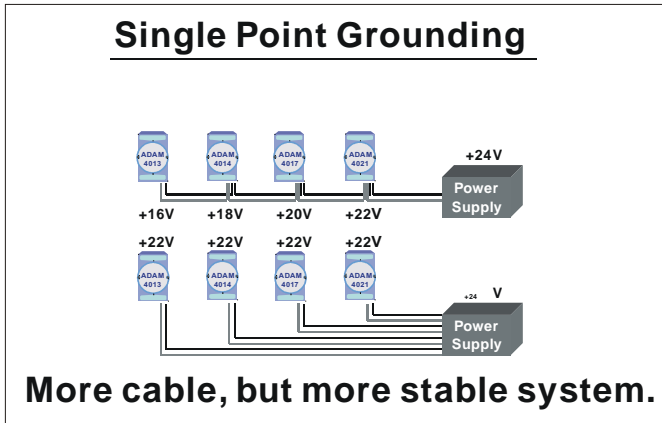 Single Point Grounding
ADAM 4013
ADAM 4014
ADAM 4017
ADAM 4021
+24V
Power
Supply
+16V +18V +20V +22V
+22V +22V +22V +22V
ADAM 4013
ADAM 4014
ADAM 4017
ADAM 4021
+24 V
Power
Supply
More cable, but more stable system.